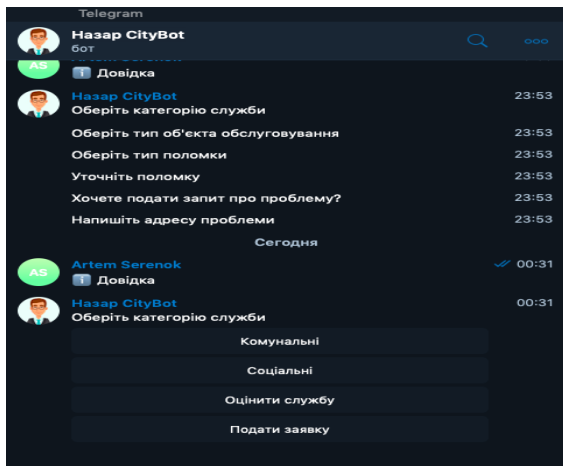 Telegram
Назар CityBot
бот
AS
Довідка
Назар CityBot
23:53
Оберіть категорію служби
Оберіть тип об'єкта обслуговування
23:53
Оберіть тип поломки
23:53
Уточніть поломку
23:53
Хочете подати запит про проблему?
23:53
Напишіть адресу проблеми
23:53
Сегодня
AS
Artem Serenok
00:31
Довідка
Назар CityBot
00:31
Оберіть категорію служби
Комунальні
Соціальні
Оцінити службу
Подати заявку